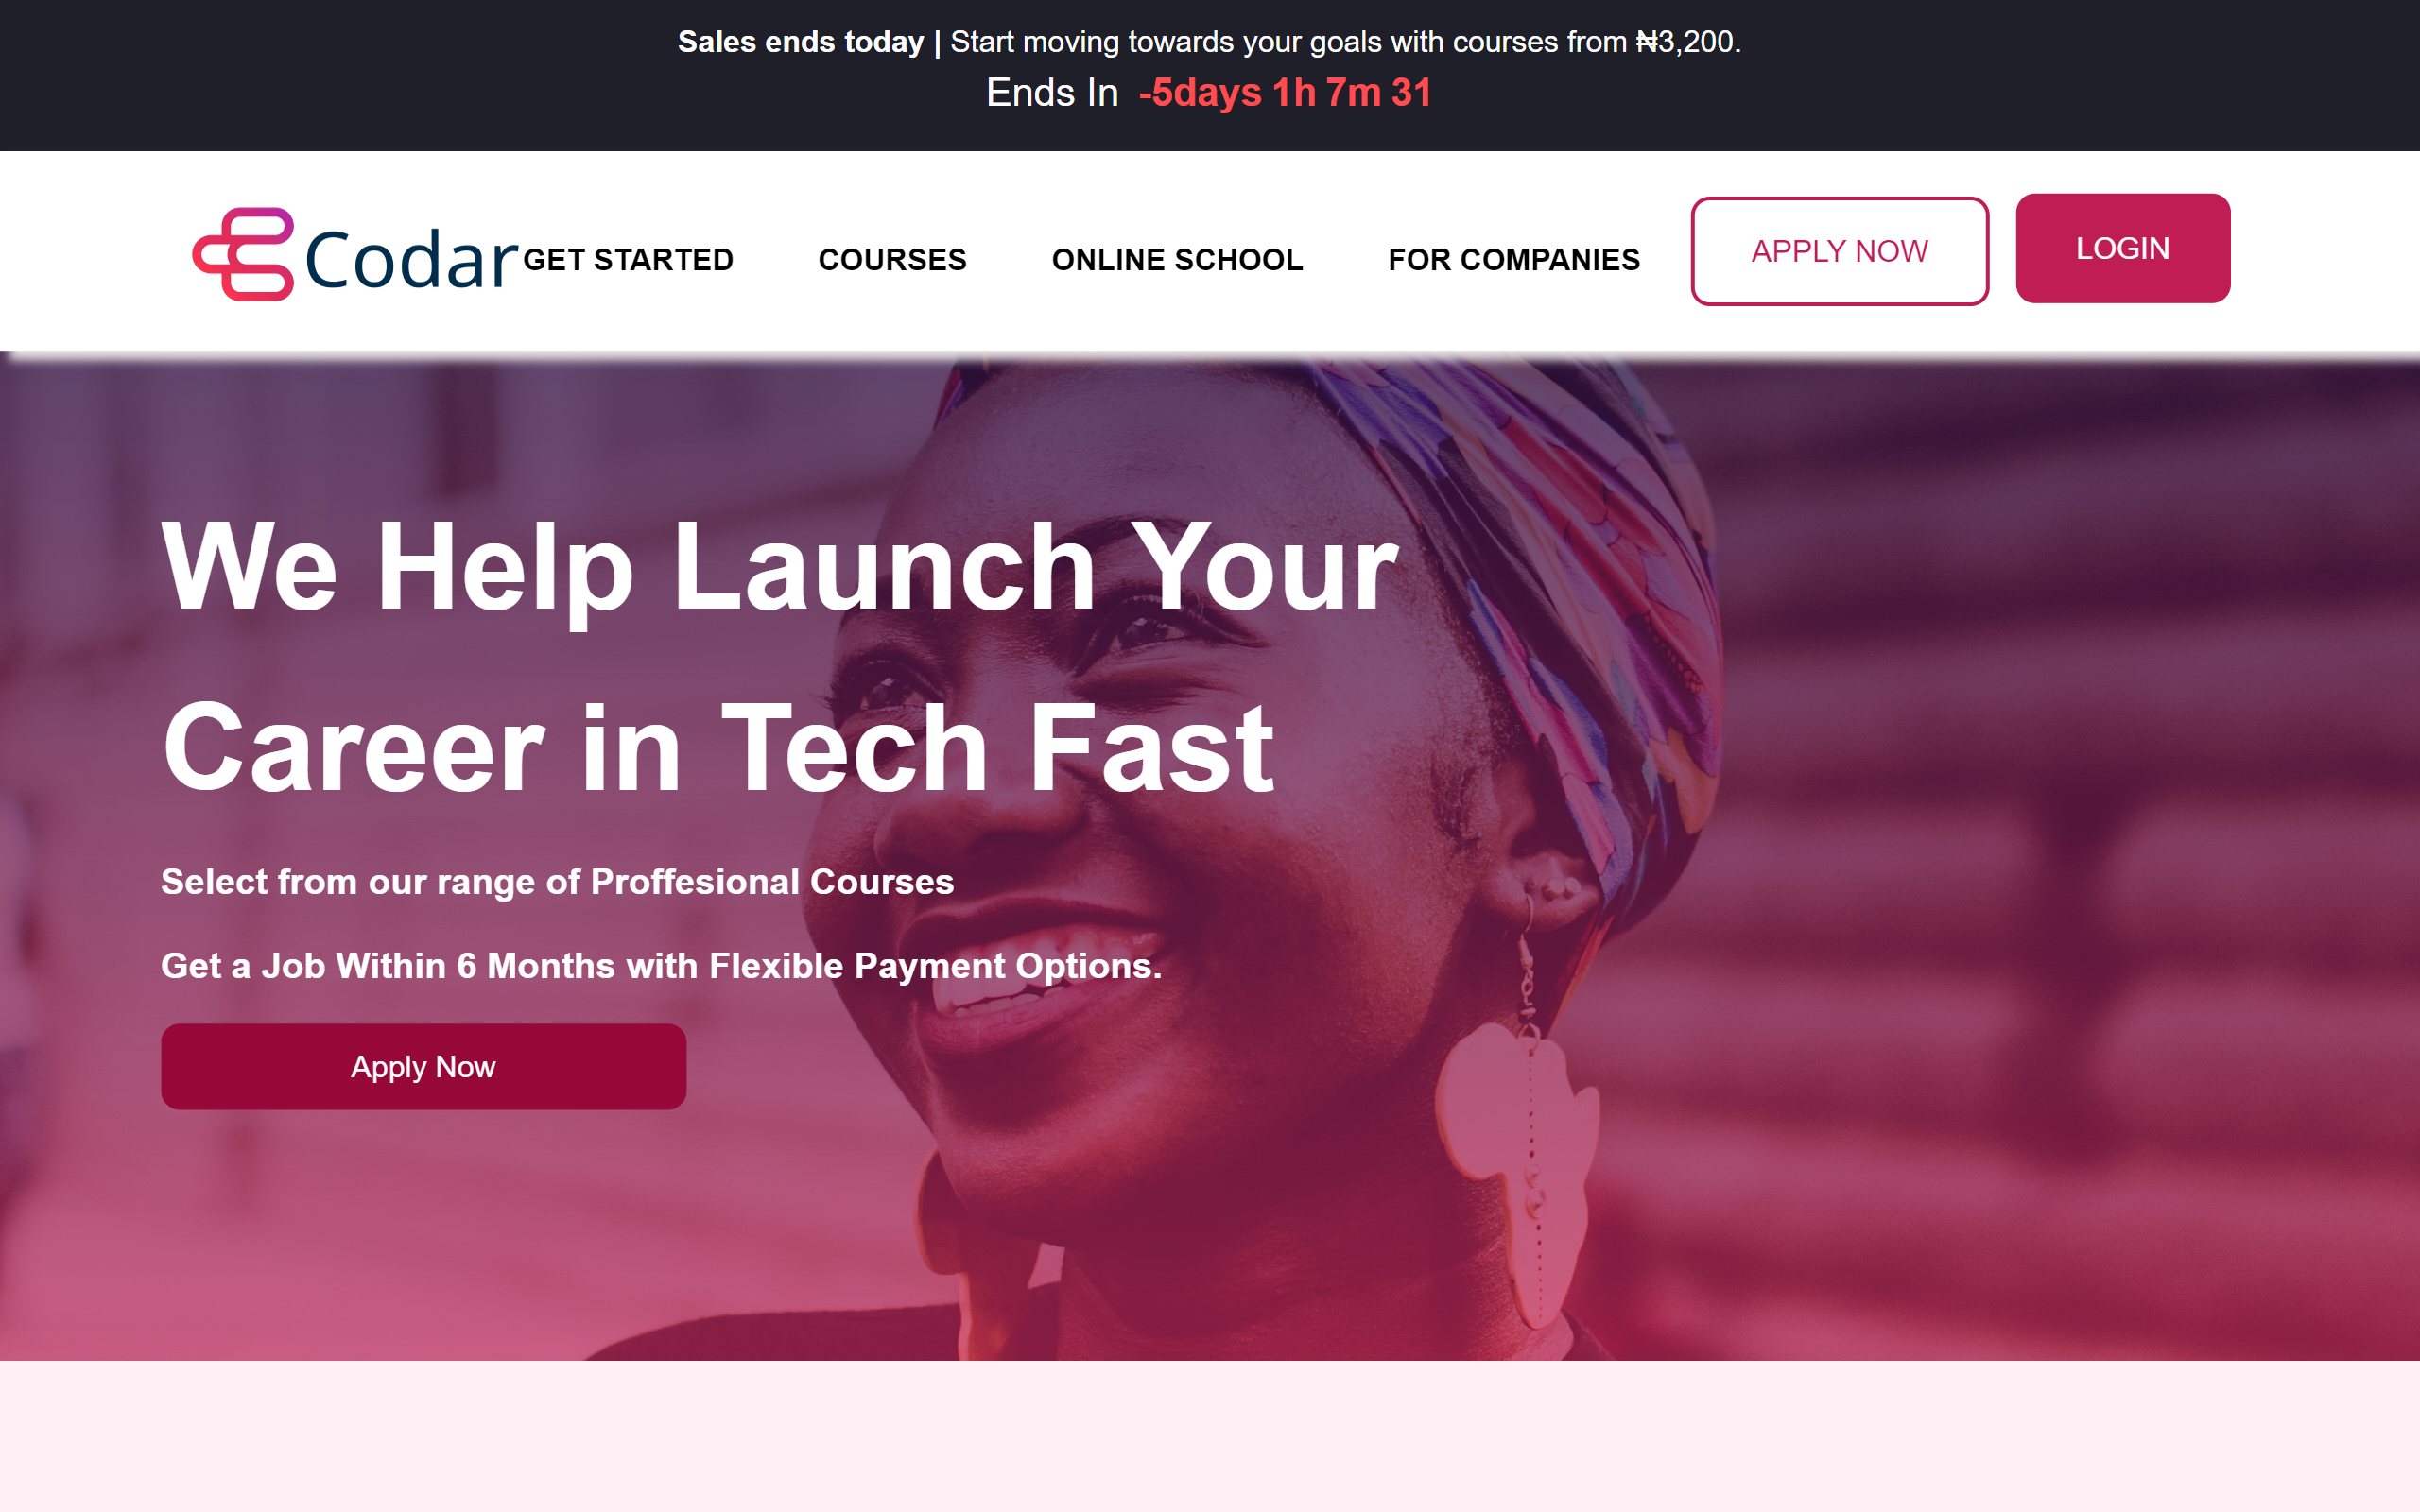 Sales ends today | Start moving towards your goals with courses from ₦3,200.
Ends In -5days 1h 7m 31
Codar
GET STARTED
COURSES
ONLINE SCHOOL
FOR COMPANIES
APPLY NOW
LOGIN
We Help Launch Your
Career in Tech Fast
Select from our range of Proffesional Courses
Get a Job Within 6 Months with Flexible Payment Options.
Apply Now